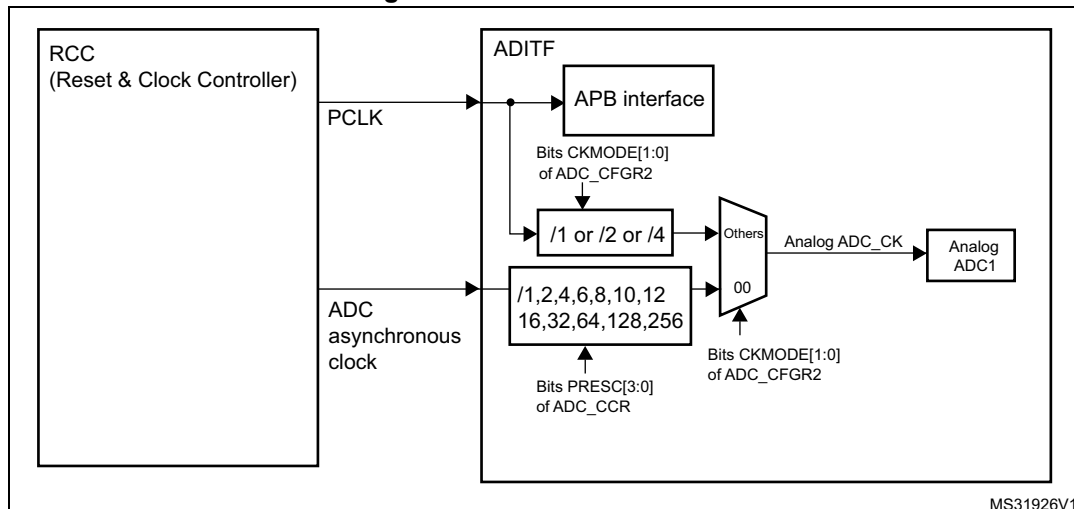 RCC
(Reset & Clock Controller)
PCLK
ADC
asynchronous
clock
ADITF
APB interface
Bits CKMODE[1:0]
of ADC_CFGR2
/1 or /2 or /4
Others
00
Analog ADC_CK
Analog
ADC1
/1,2,4,6,8,10,12
16,32,64,128,256
Bits CKMODE[1:0]
of ADC_CFGR2
Bits PRESC[3:0]
of ADC_CCR
MS31926V1